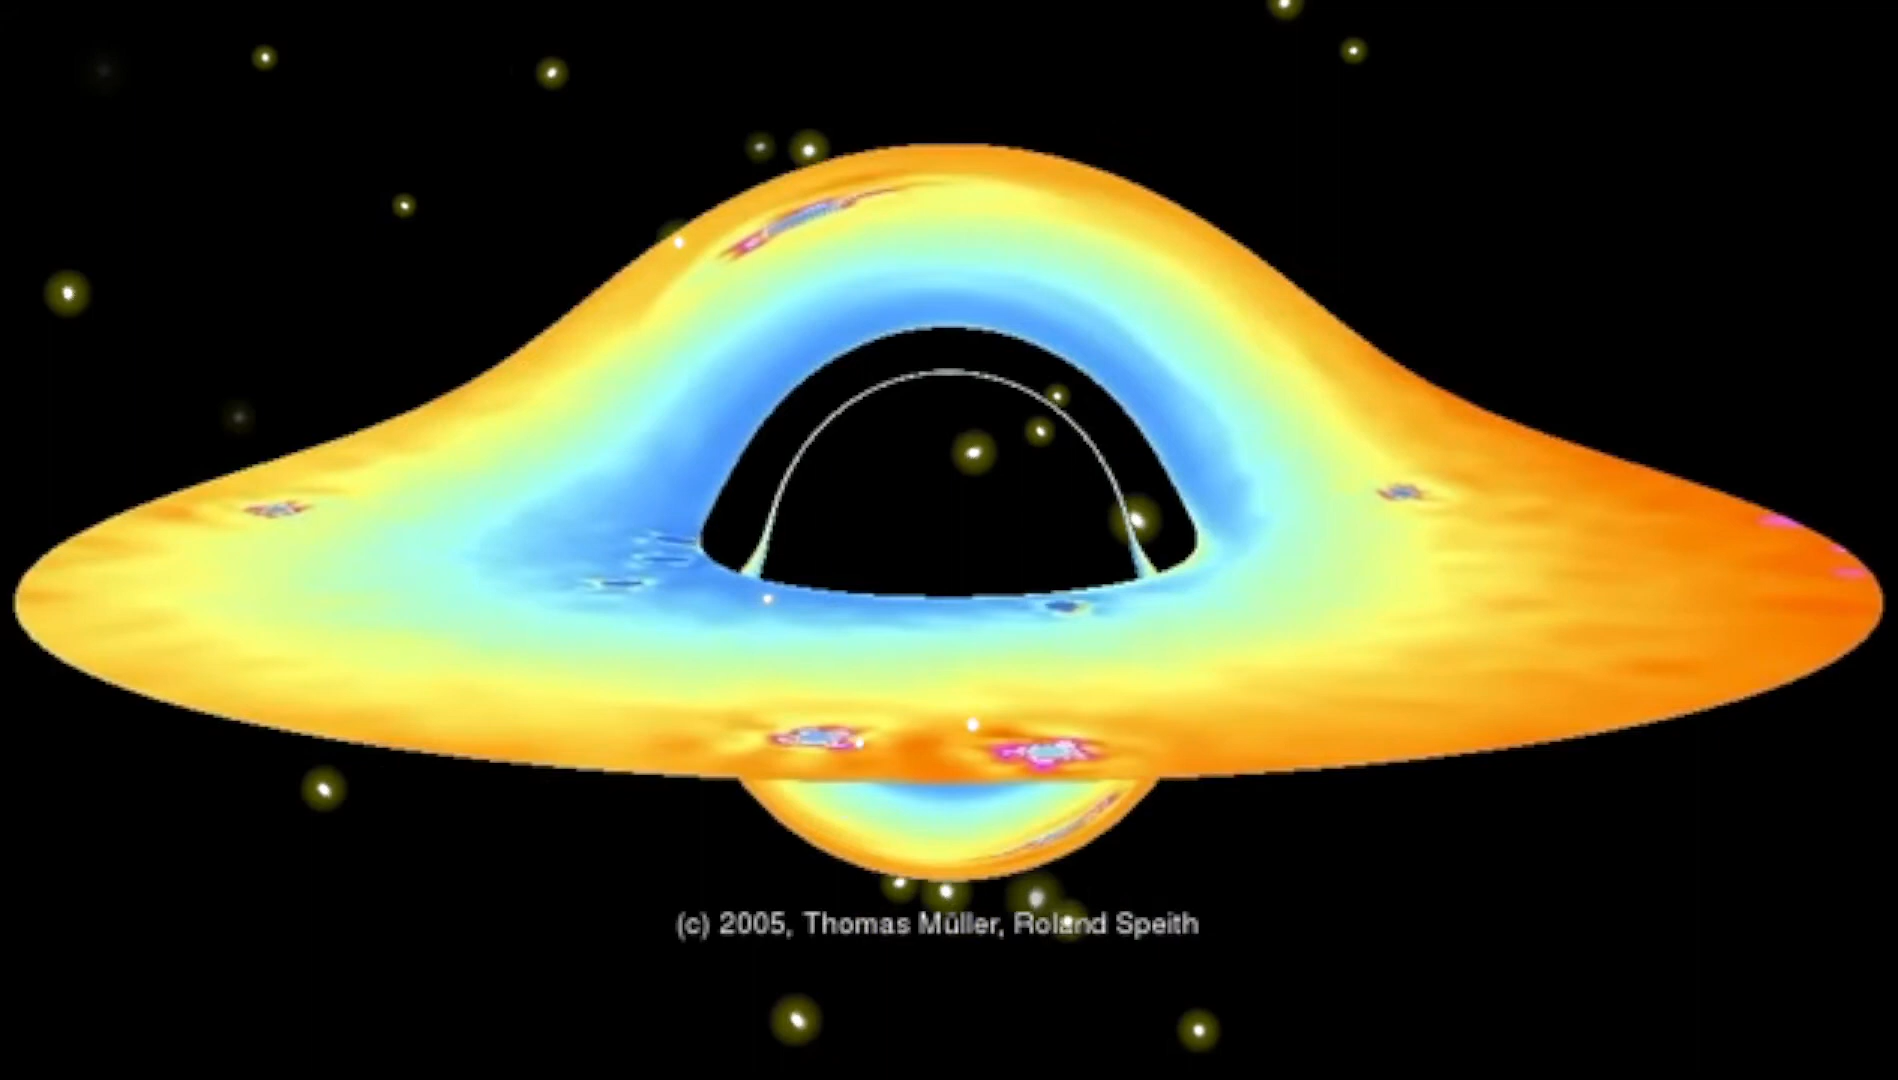 (c) 2005, Thomas Müller, Roland Speith